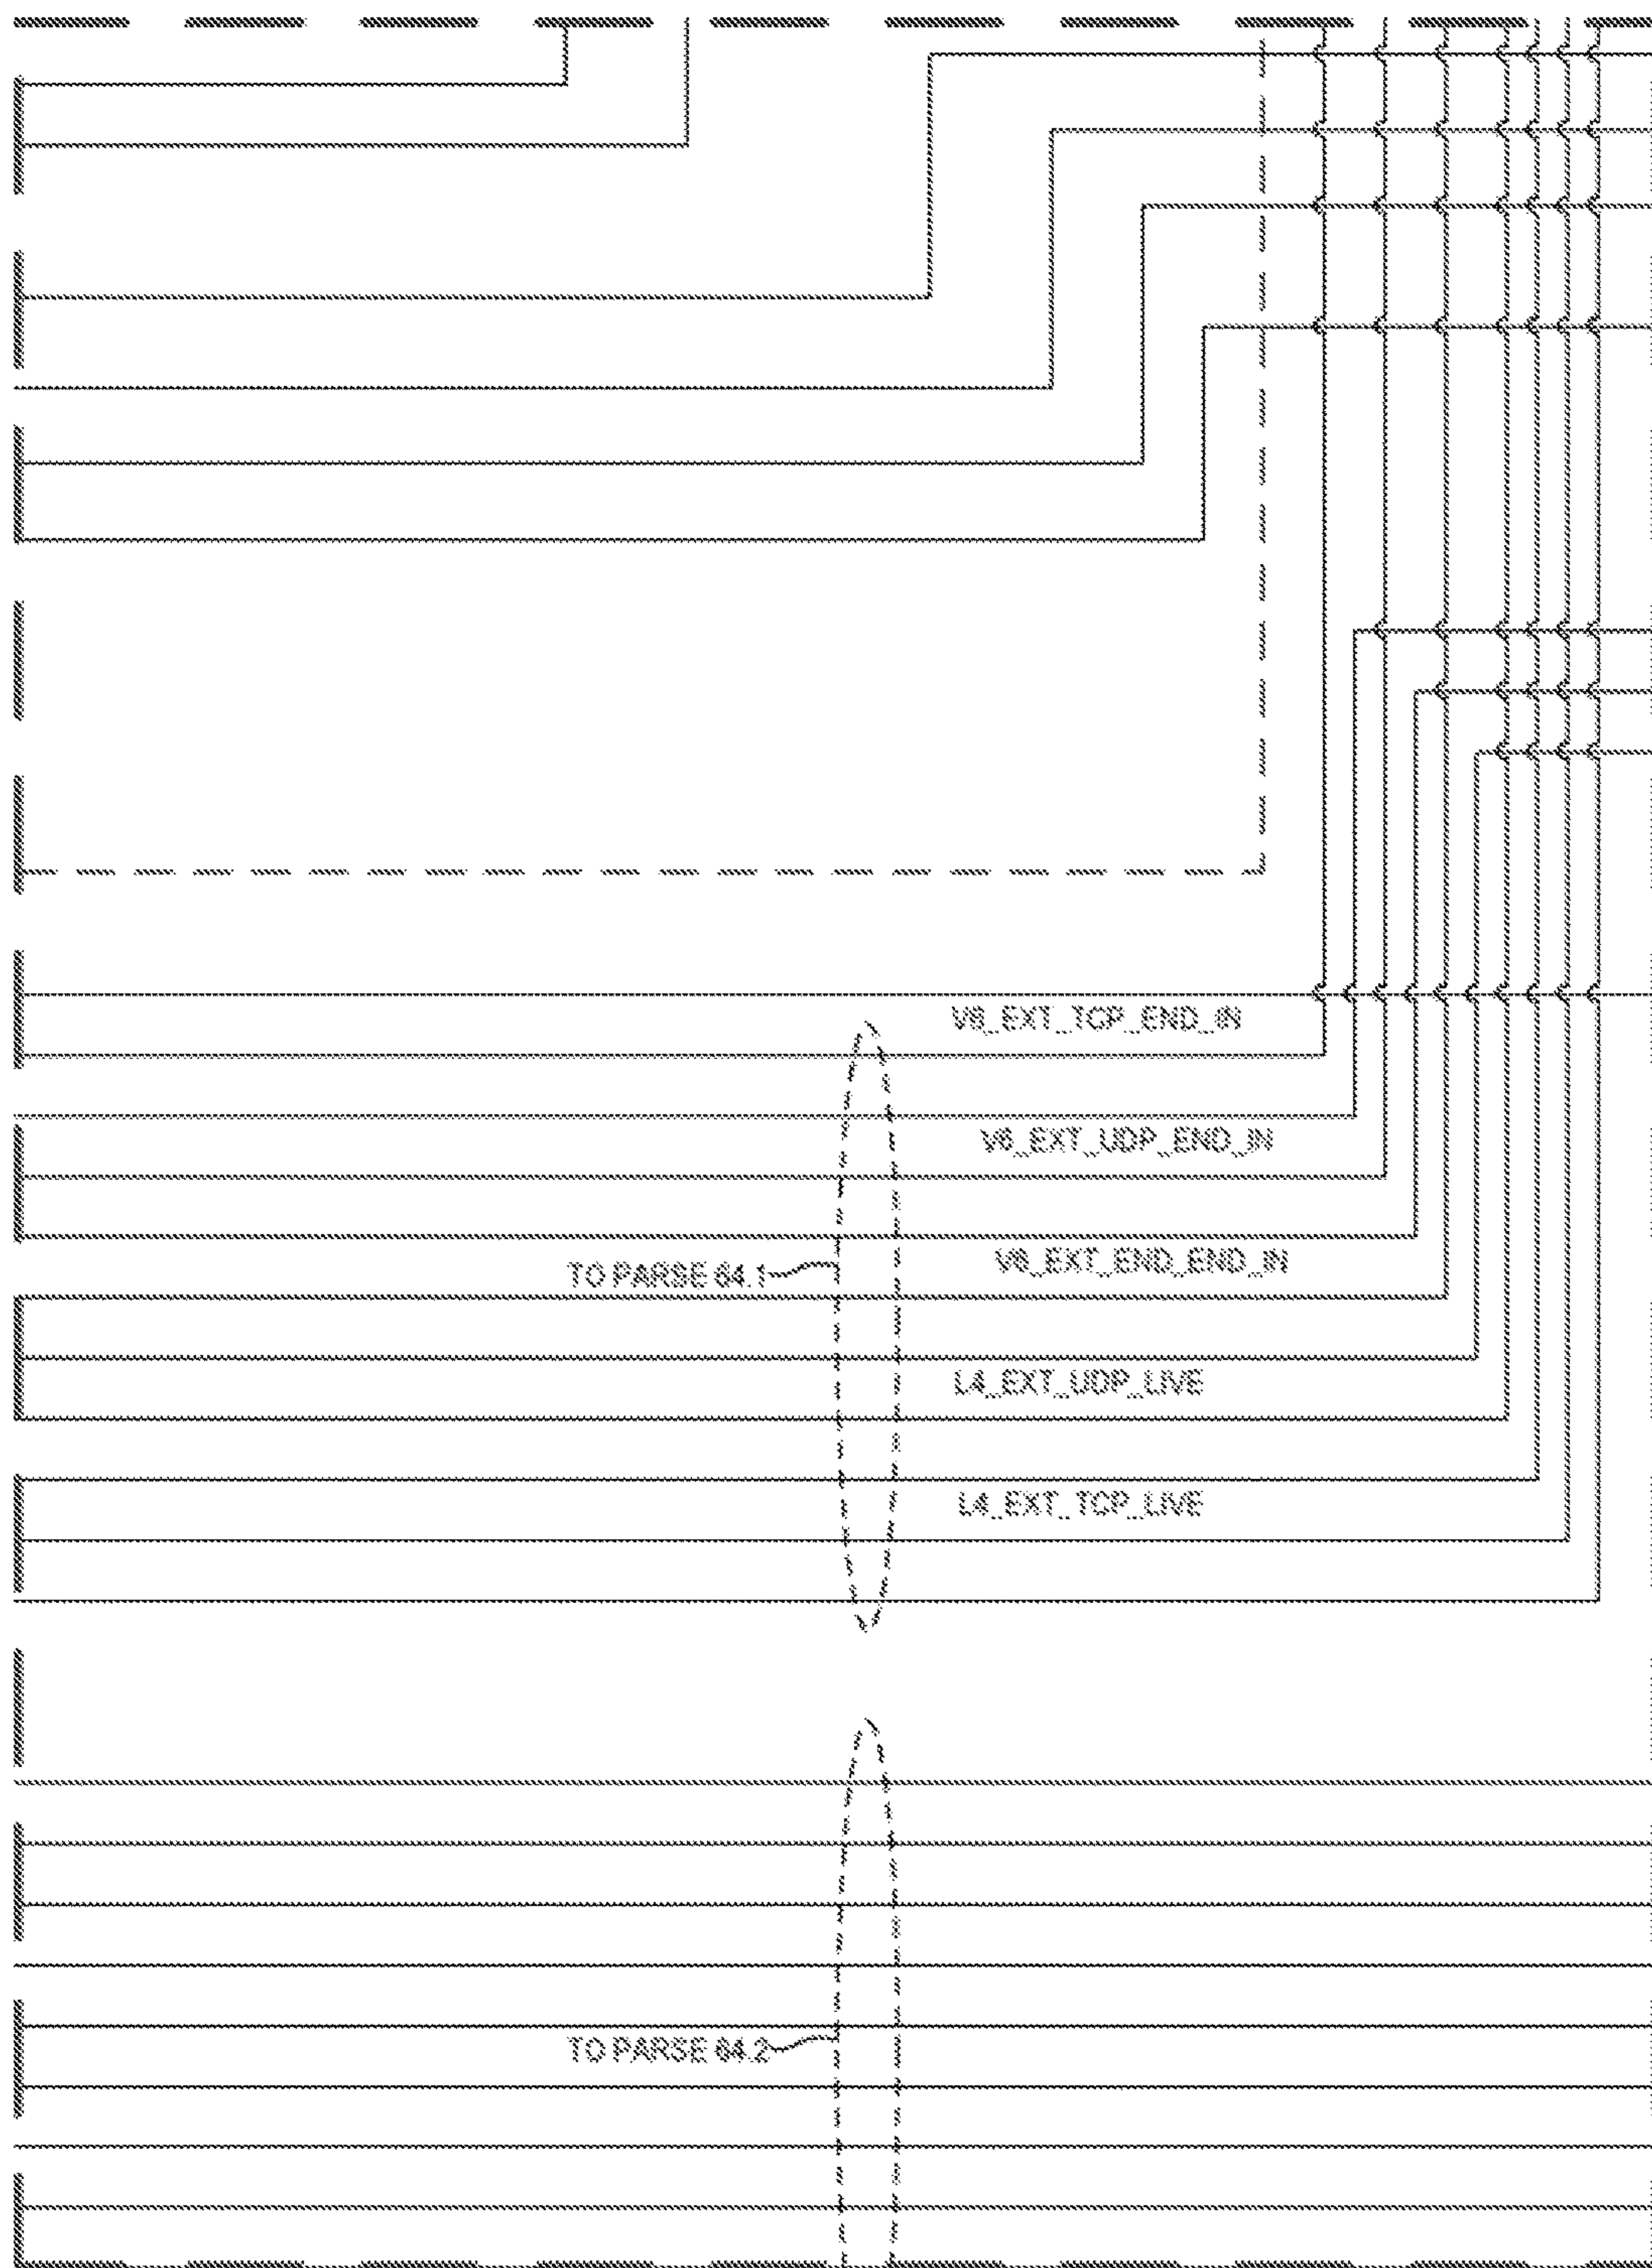 V6_EXT_TCP_END_IN
V6_EXT_UDP_END_IN
V6_EXT_END_END_IN
TO PARSE 64.1
L4_EXT_UDP_LIVE
L4_EXT_TCP_LIVE
TO PARSE 64.2